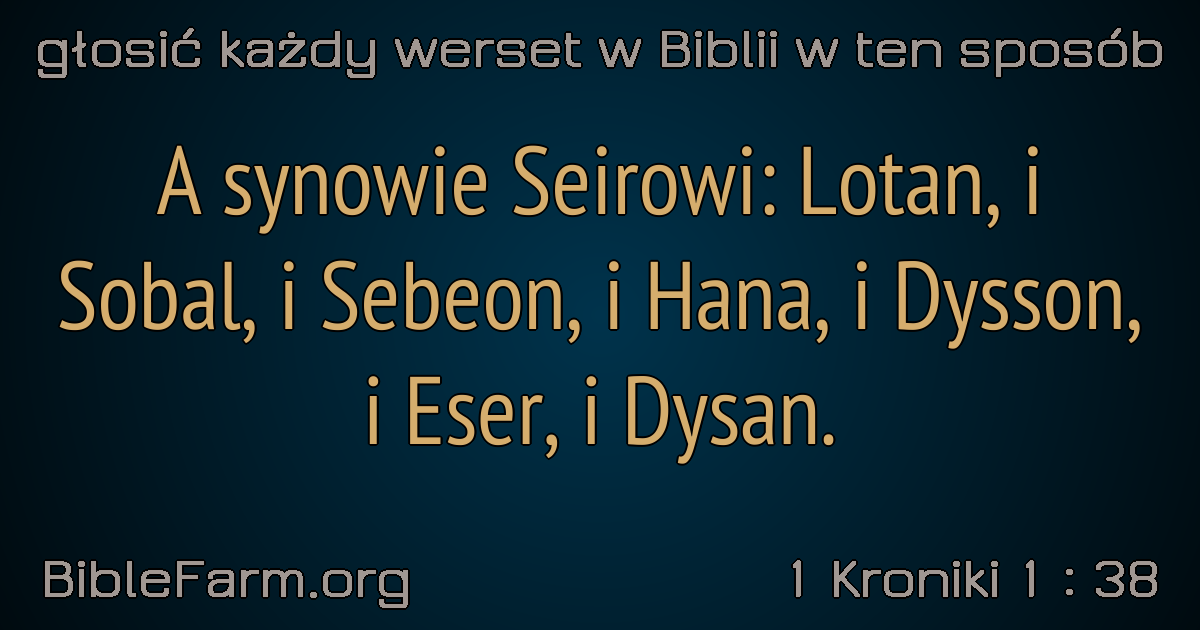 głosić każdy werset w Biblii w ten sposób
A synowie Seirowi: Lotan, i
Sobal, i Sebeon, i Hana, i Dysson,
i Eser, i Dysan.
BibleFarm.org
1 Kroniki 1 : 38